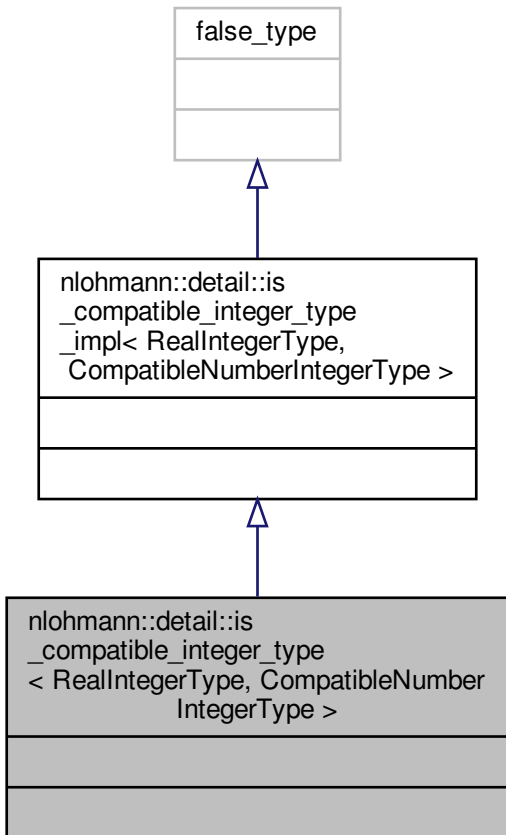 false_type
nlohmann::detail::is
_compatible_integer_type
_impl< RealIntegerType,
CompatibleNumberIntegerType >
nlohmann::detail::is
_compatible_integer_type
< RealIntegerType, CompatibleNumber
IntegerType >